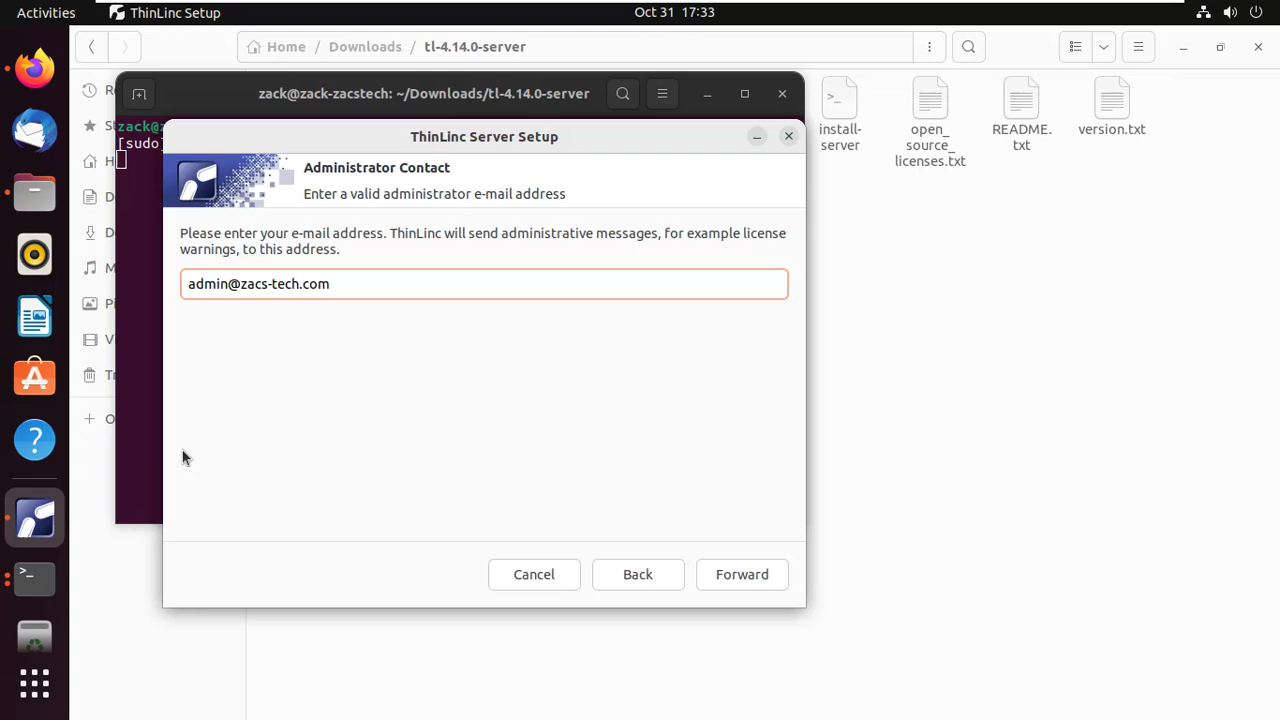 Activities
ThinLinc Setup
Oct 31 17:33
Home / Downloads / tl-4.14.0-server
zack@zack-zacstech: ~/Downloads/tl-4.14.0-server
zack@z
[sudo]
ThinLinc Server Setup
Administrator Contact
Enter a valid administrator e-mail address
Please enter your e-mail address. ThinLinc will send administrative messages, for example license
warnings, to this address.
admin@zacs-tech.com
Cancel
Back
Forward
install-
server
open_
source_
licenses.txt
README.
txt
version.txt